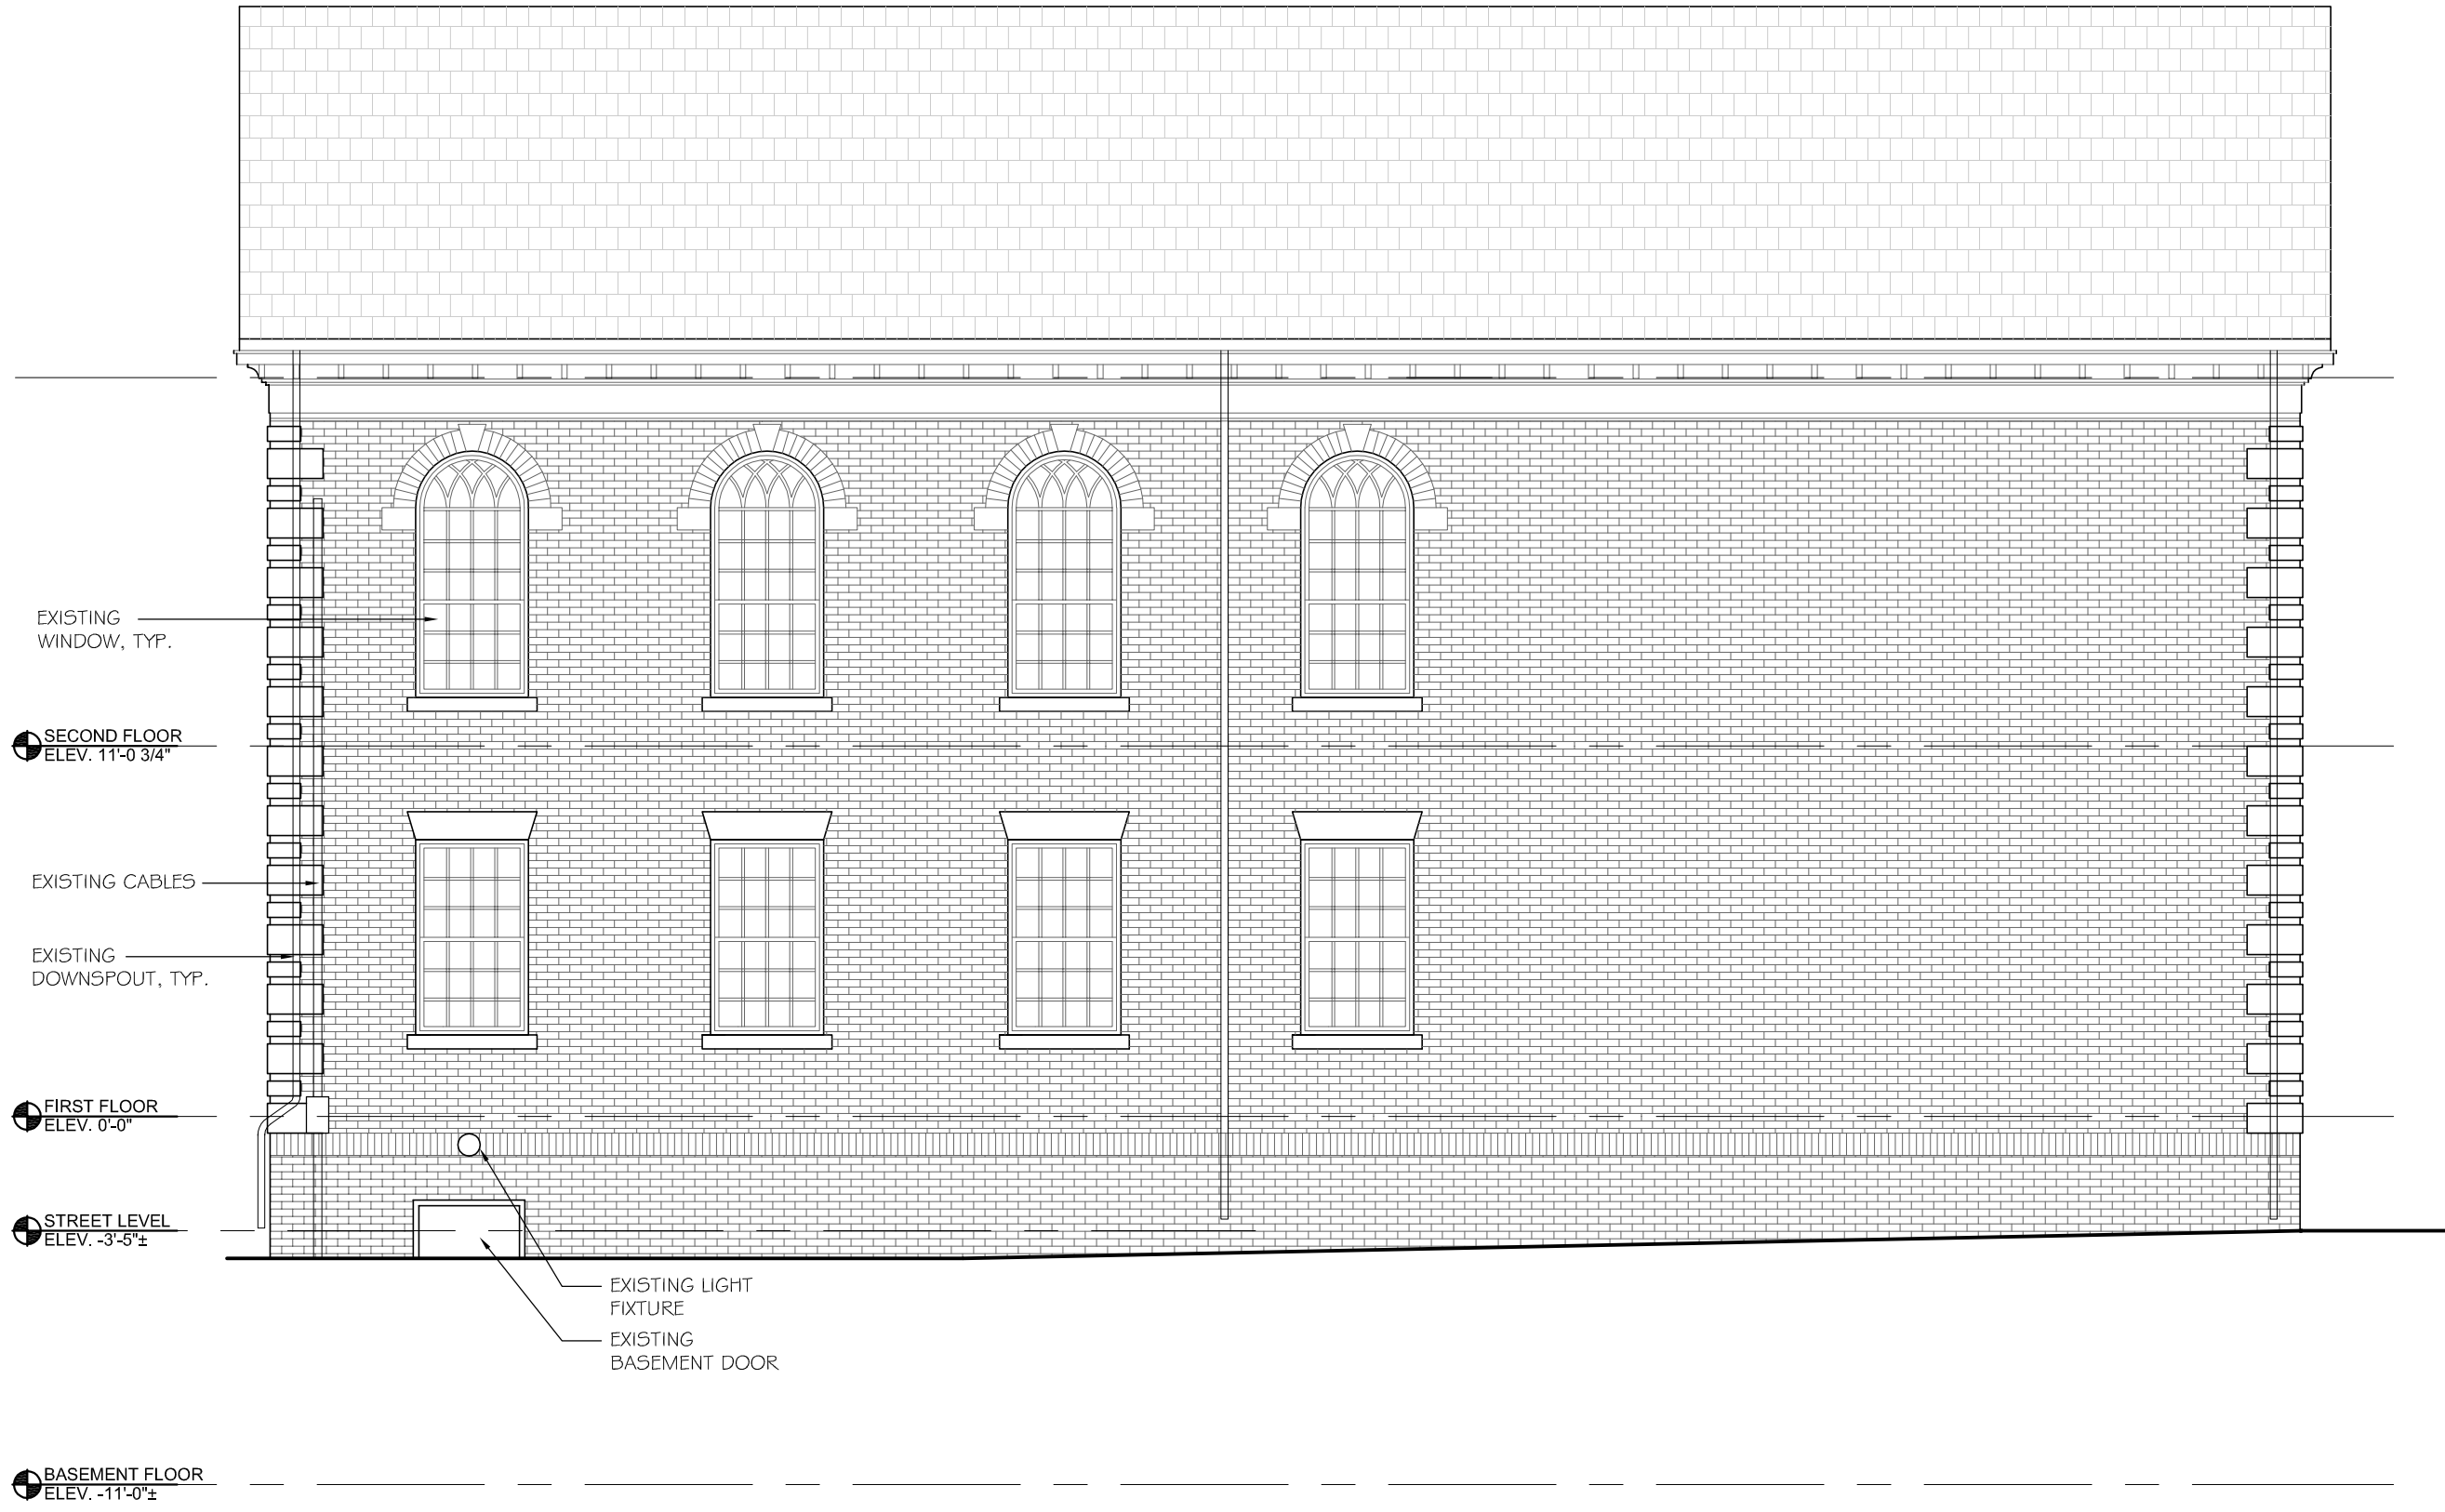 EXISTING
WINDOW, TYP.
SECOND FLOOR
ELEV. 11'-0 3/4"
EXISTING CABLES
EXISTING
DOWNSPOUT, TYP.
FIRST FLOOR
ELEV. 0'-0"
STREET LEVEL
ELEV. -3'-5"±
EXISTING LIGHT
FIXTURE
EXISTING
BASEMENT DOOR
BASEMENT FLOOR
ELEV. -11'-0"±